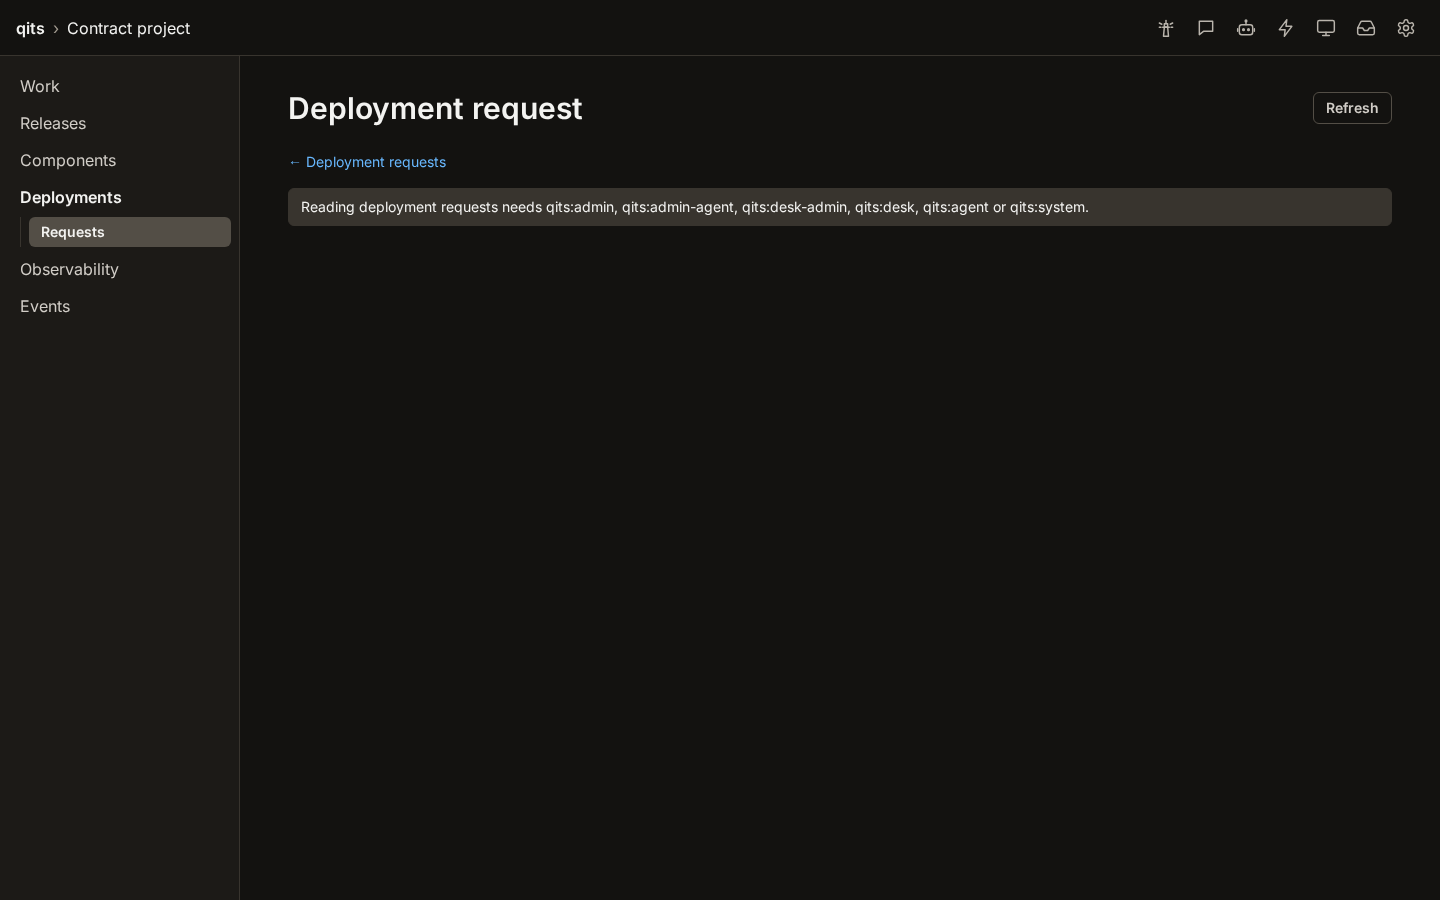 qits › Contract project
Work
Releases
Components
Deployments
Requests
Observability
Events
Deployment request
Refresh
← Deployment requests
Reading deployment requests needs qits:admin, qits:admin-agent, qits:desk-admin, qits:desk, qits:agent or qits:system.